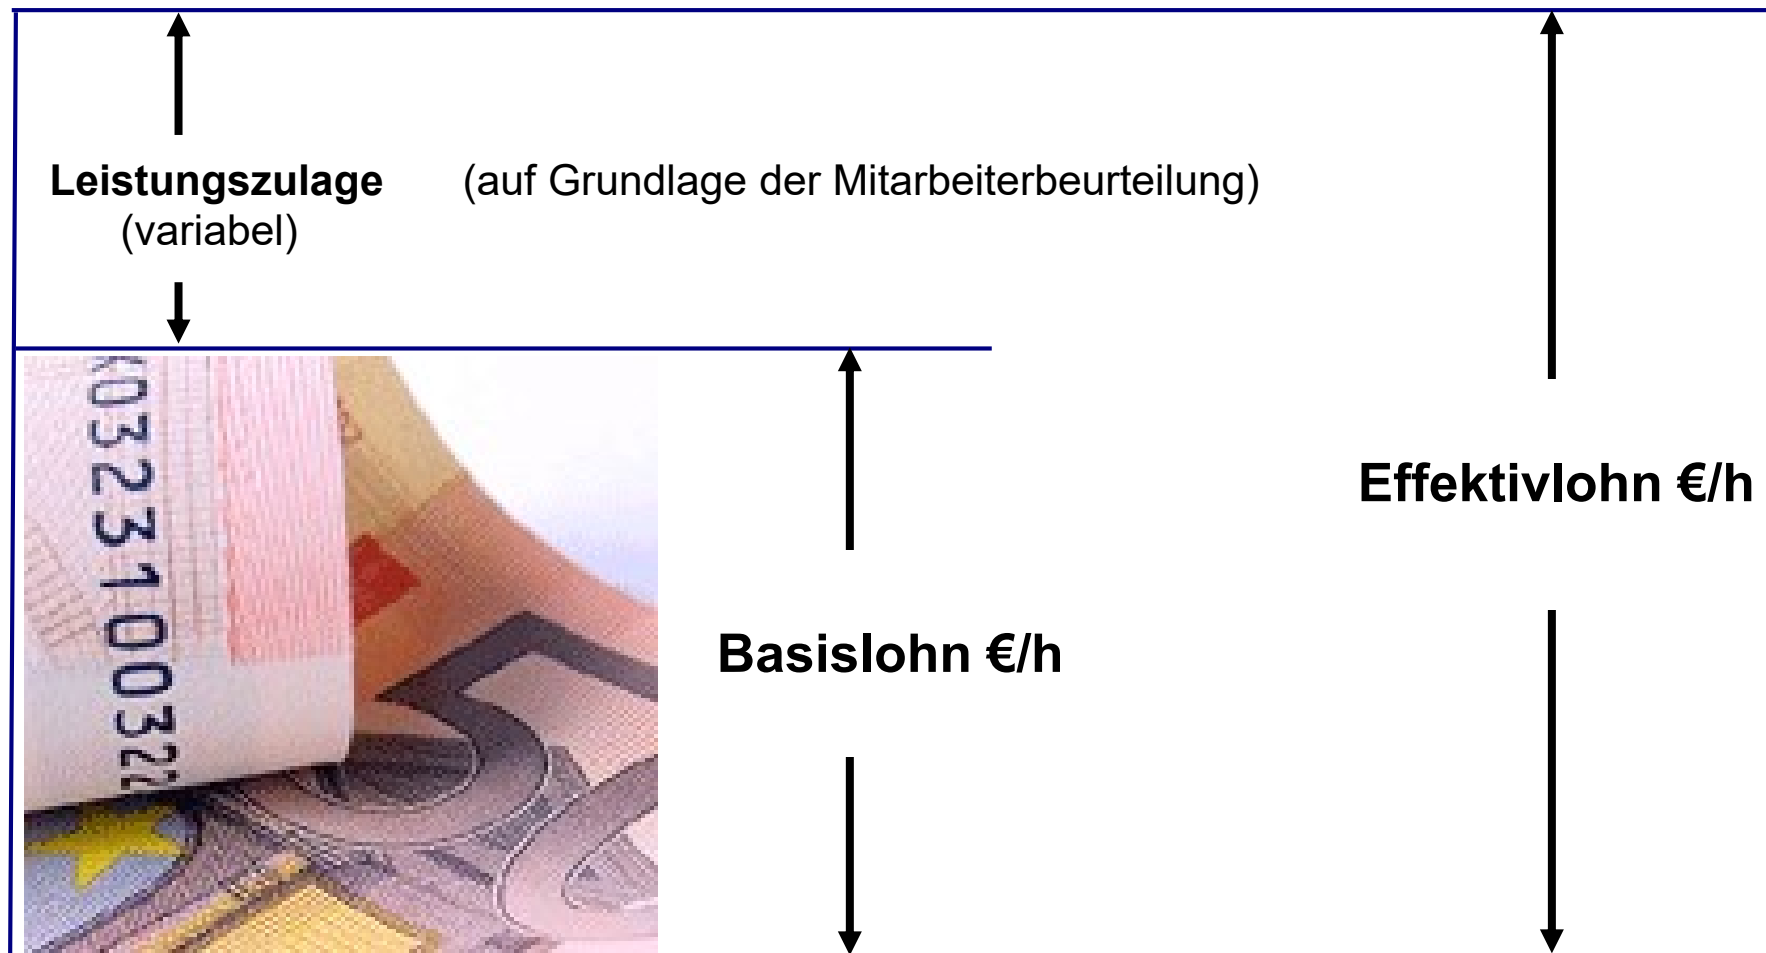 Leistungszulage (auf Grundlage der Mitarbeiterbeurteilung)
(variabel)
Effektivlohn €/h
Basislohn €/h